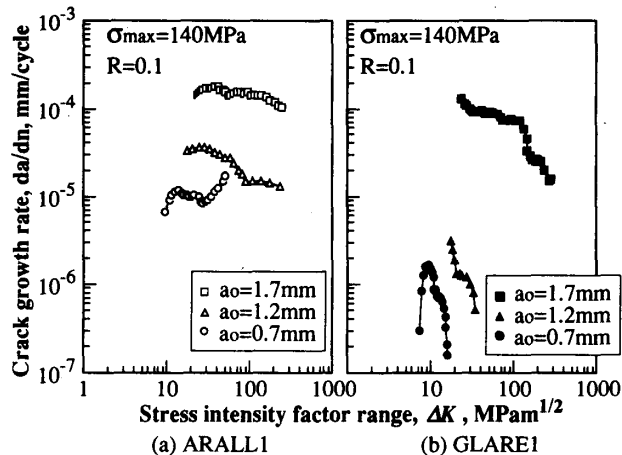 Crack growth rate, da/dn, mm/cycle
10-3
10-4
10-5
10-6
10-7
σmax=140MPa
R=0.1
ao=1.7mm
ao=1.2mm
ao=0.7mm
1 10 100 1000
σmax=140MPa
R=0.1
ao=1.7mm
ao=1.2mm
ao=0.7mm
10 100 1000
Stress intensity factor range, ΔK , MPam1/2
(a) ARALL1 (b) GLARE1